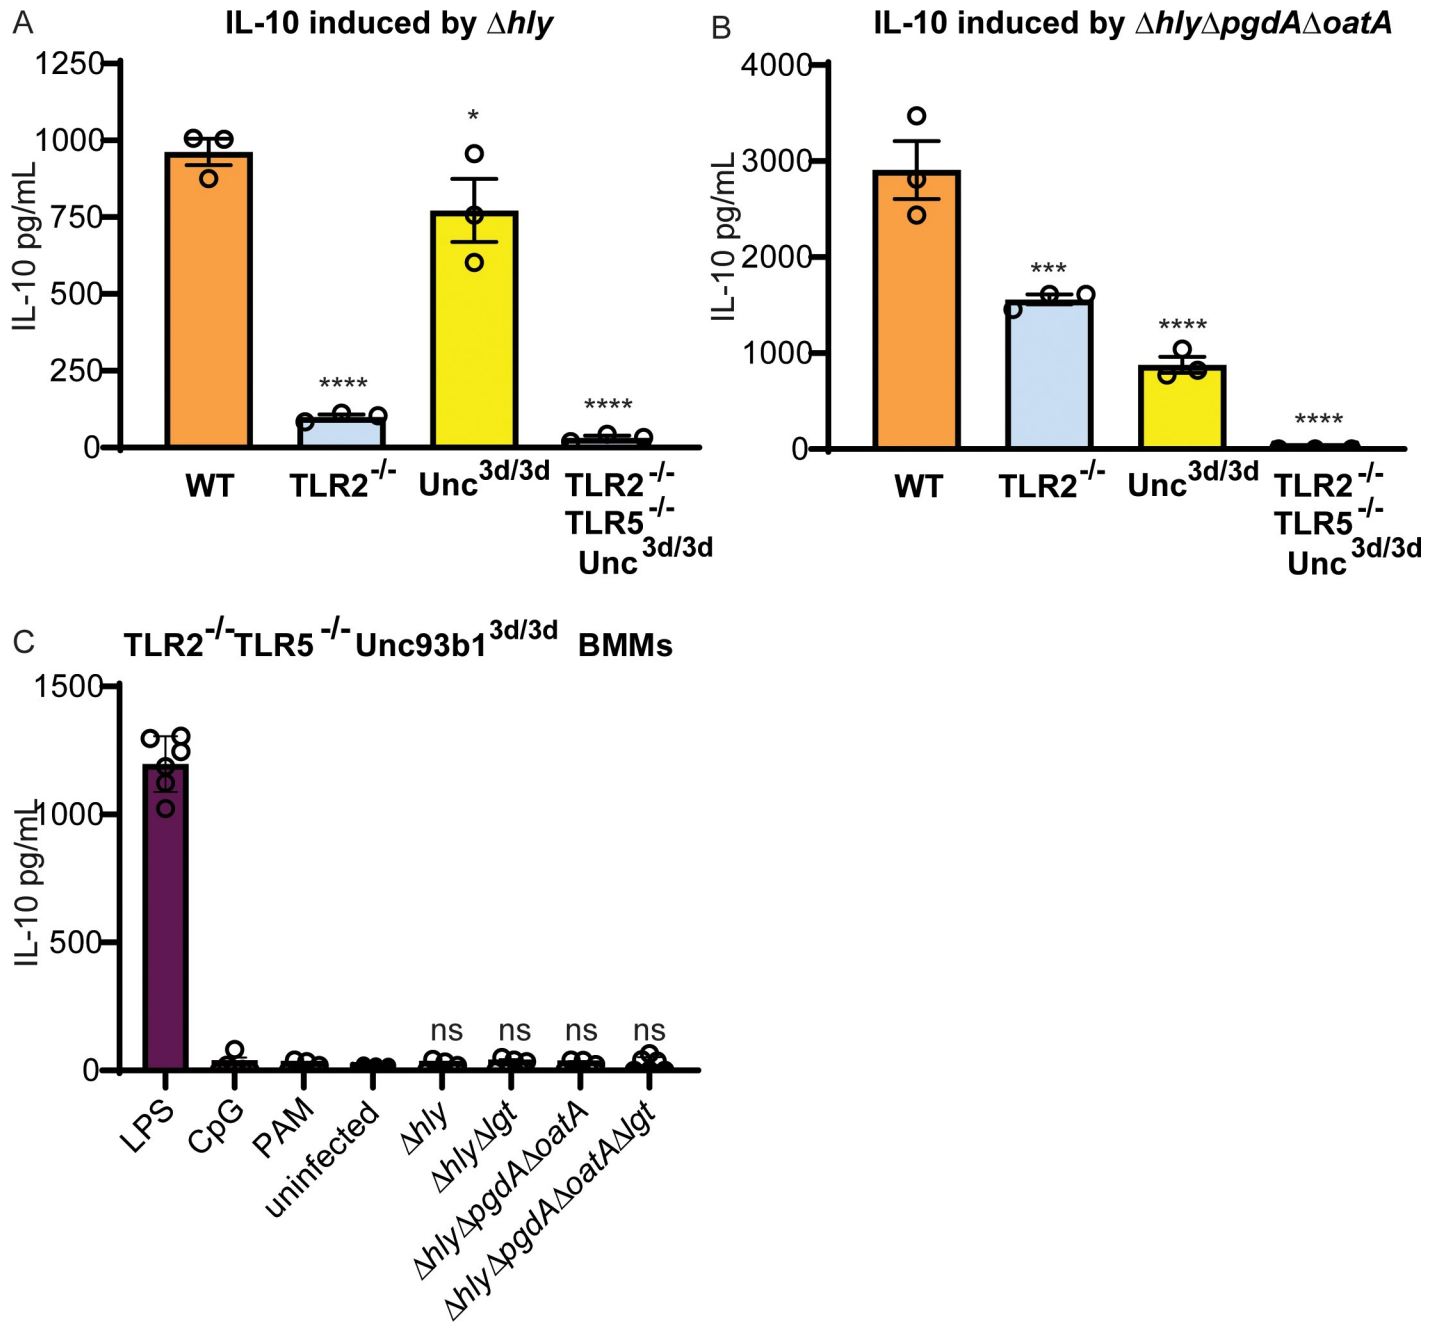 A
IL-10 induced by Δhly
IL-10 pg/mL
1250
1000
750
500
250
0
*
****
****
WT
TLR2-/-
Unc3d/3d
TLR2-/-
TLR5-/-
Unc3d/3d
B
IL-10 induced by ΔhlyΔpgdAΔoatA
IL-10 pg/mL
4000
3000
2000
1000
0
***
****
****
WT
TLR2-/-
Unc3d/3d
TLR2-/-
TLR5-/-
Unc3d/3d
C
TLR2-/-TLR5-/-Unc93b13d/3d BMMs
IL-10 pg/mL
1500
1000
500
0
ns ns ns ns
LPS
CpG
PAM
uninfected
Δhly
ΔhlyΔlgt
ΔhlyΔpgdAΔoatA
ΔhlyΔpgdAΔoatAΔlgt